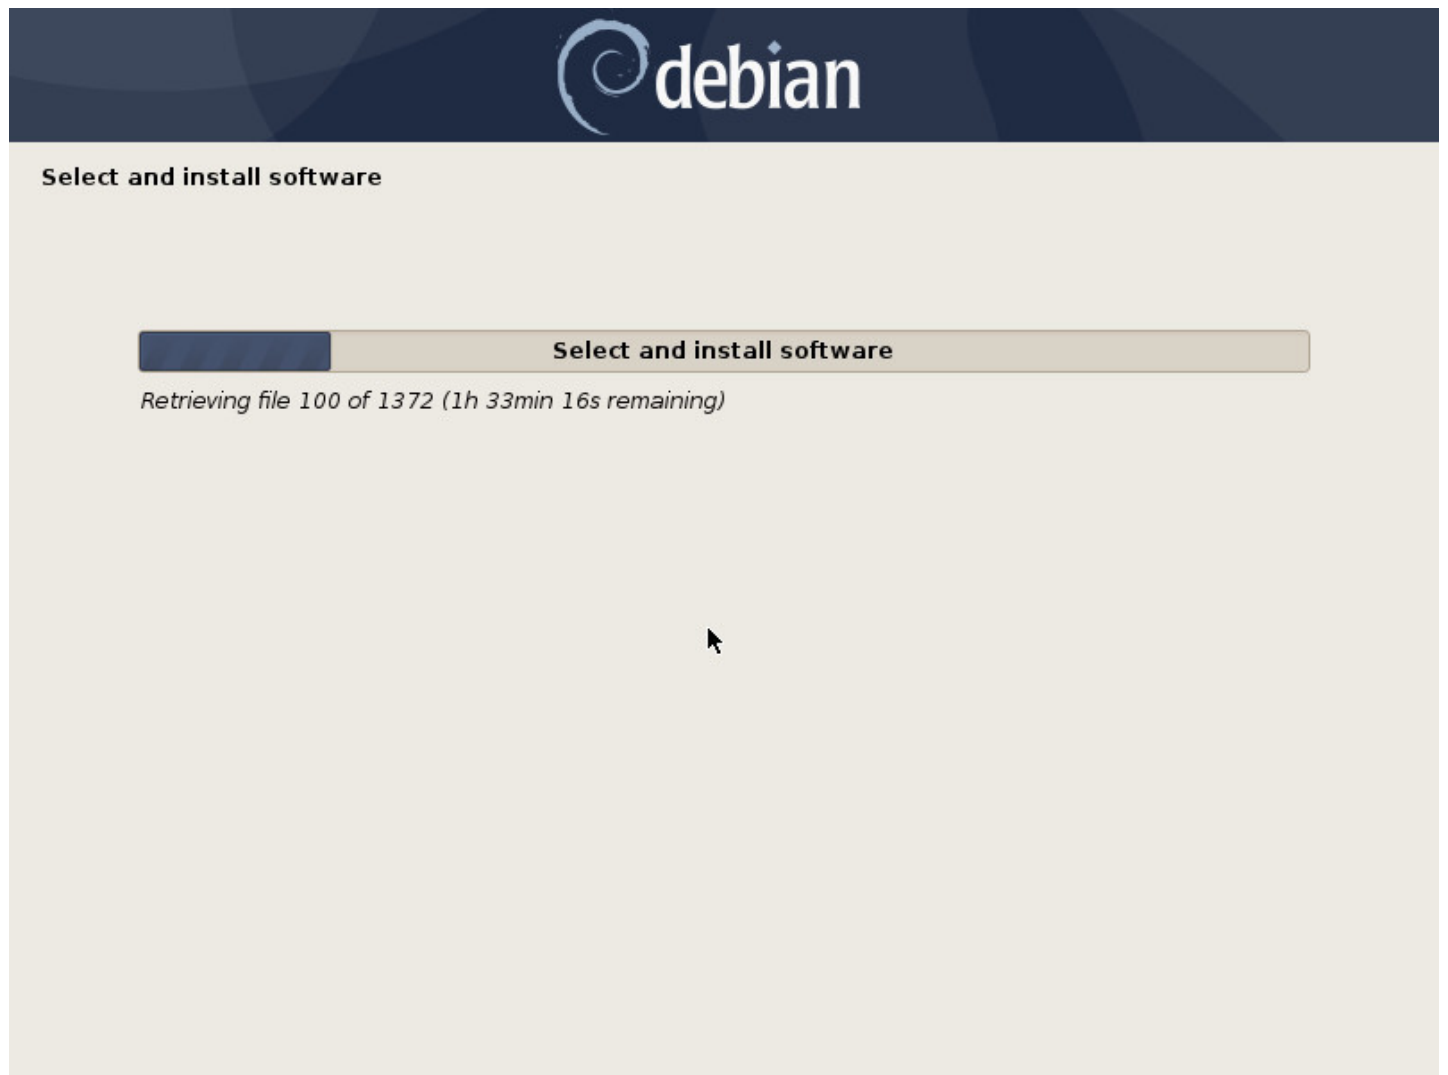 debian
Select and install software
Select and install software
Retrieving file 100 of 1372 (1h 33min 16s remaining)